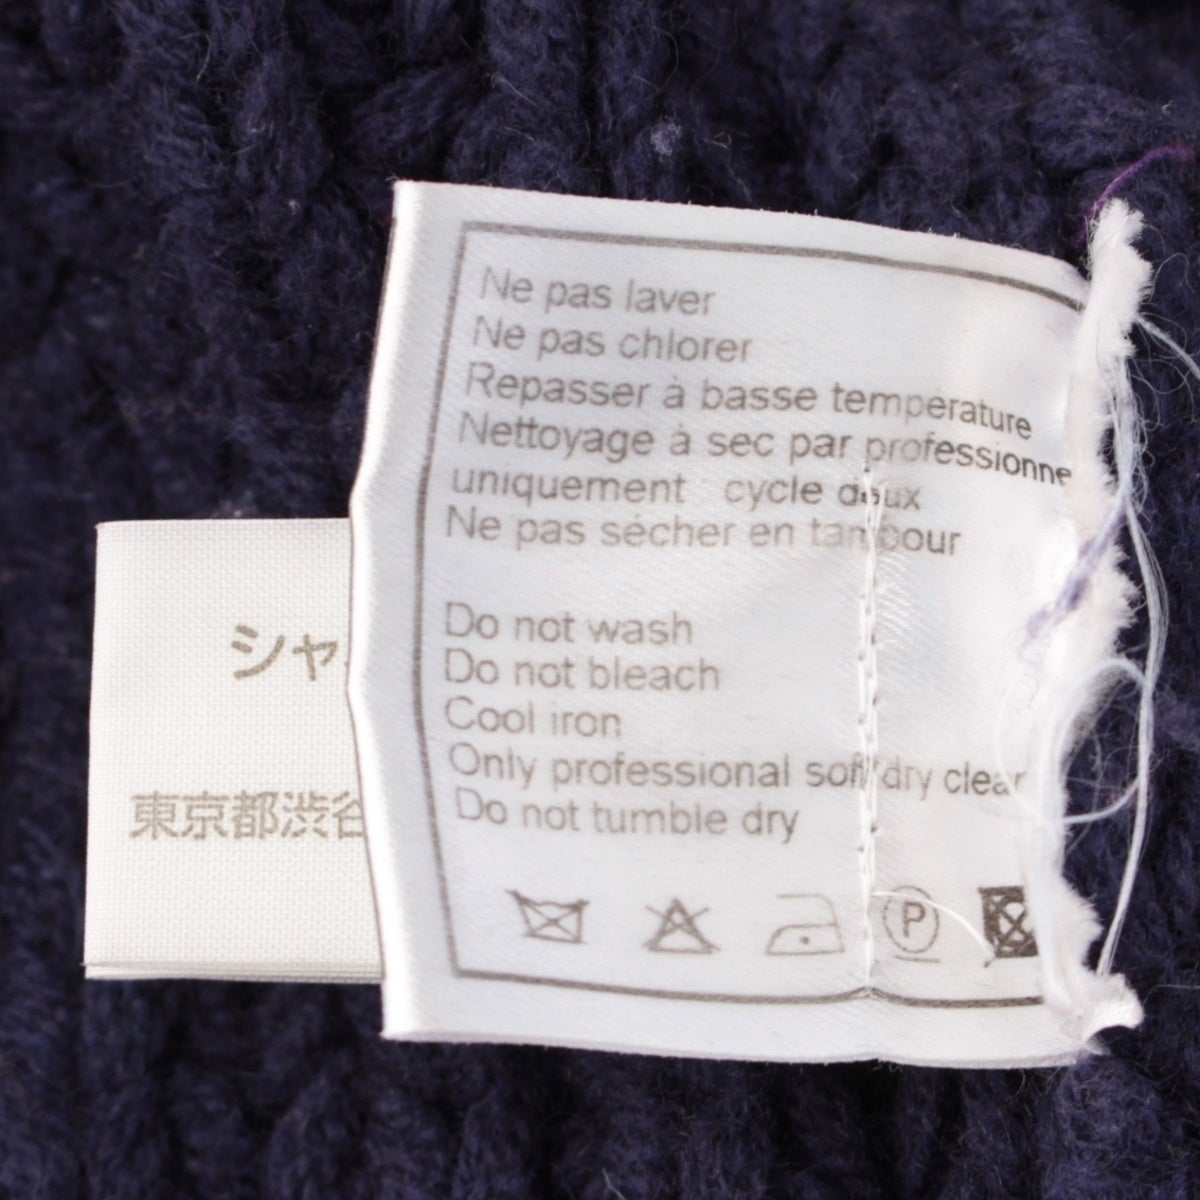 Ne pas laver
Ne pas chlorer
Repasser à basse température
Nettoyage à sec par professionne
uniquement : cycle doux
Ne pas sécher en tambour
Do not wash
Do not bleach
Cool iron
Only professional soft dry clean
Do not tumble dry
P
シャ
東京都渋谷